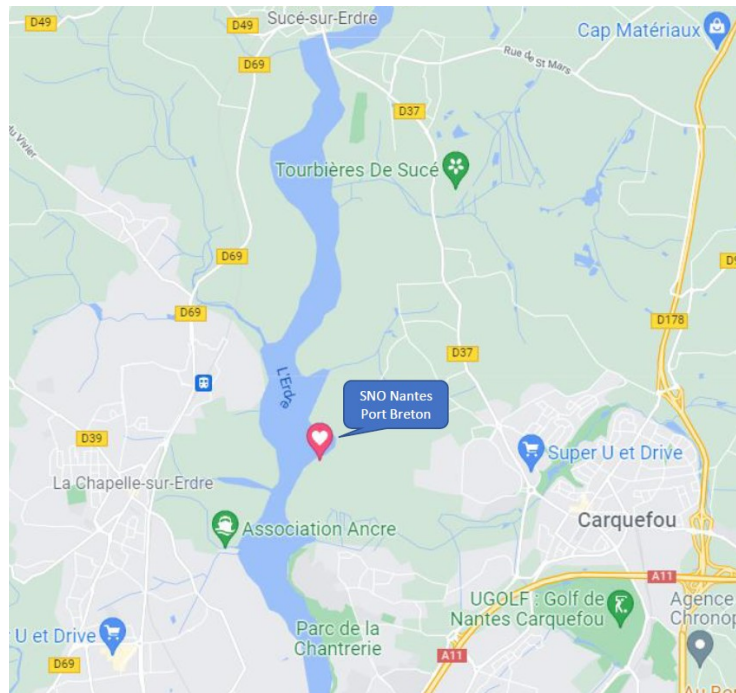 D49
D49
Sucé-sur-Erdre
D69
Cap Matériaux
Rue de St Mars
D37
du Vivier
Tourbières De Sucé
D69
D69
D178
D37
L'Erdre
SNO Nantes
Port Breton
D39
La Chapelle-sur-Erdre
Super U et Drive
Association Ancre
Carquefou
A11
UGOLF : Golf de
Nantes Carquefou
Agence
Chronop
Parc de la
Chantrerie
U et Drive
D69
A11